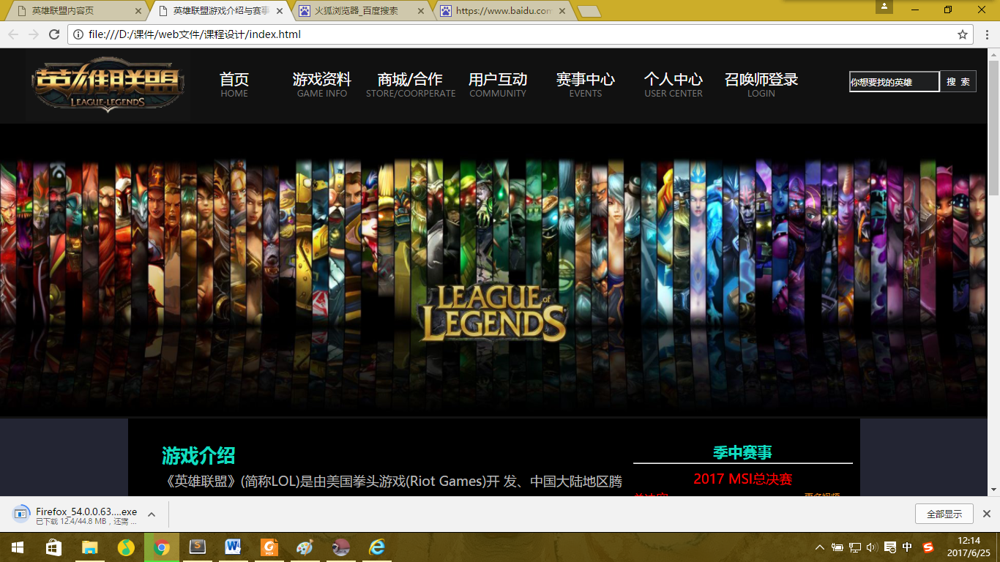 英雄联盟内容页
英雄联盟游戏介绍与赛事
火狐浏览器_百度搜索
https://www.baidu.com
file:///D:/课件/web文件/课程设计/index.html
英雄联盟
LEAGUE OF LEGENDS
首页 游戏资料 商城/合作 用户互动 赛事中心 个人中心 召唤师登录
HOME GAME INFO STORE/COORPERATE COMMUNITY EVENTS USER CENTER LOGIN
你想要找的英雄 搜 索
LEAGUE of
LEGENDS
游戏介绍
《英雄联盟》(简称LOL)是由美国拳头游戏(Riot Games)开 发、中国大陆地区腾
季中赛事
2017 MSI总决赛
总决赛 更多视频
Firefox_54.0.0.63....exe
已下载 12.4/44.8 MB，还需 ...
全部显示
中
12:14
2017/6/25